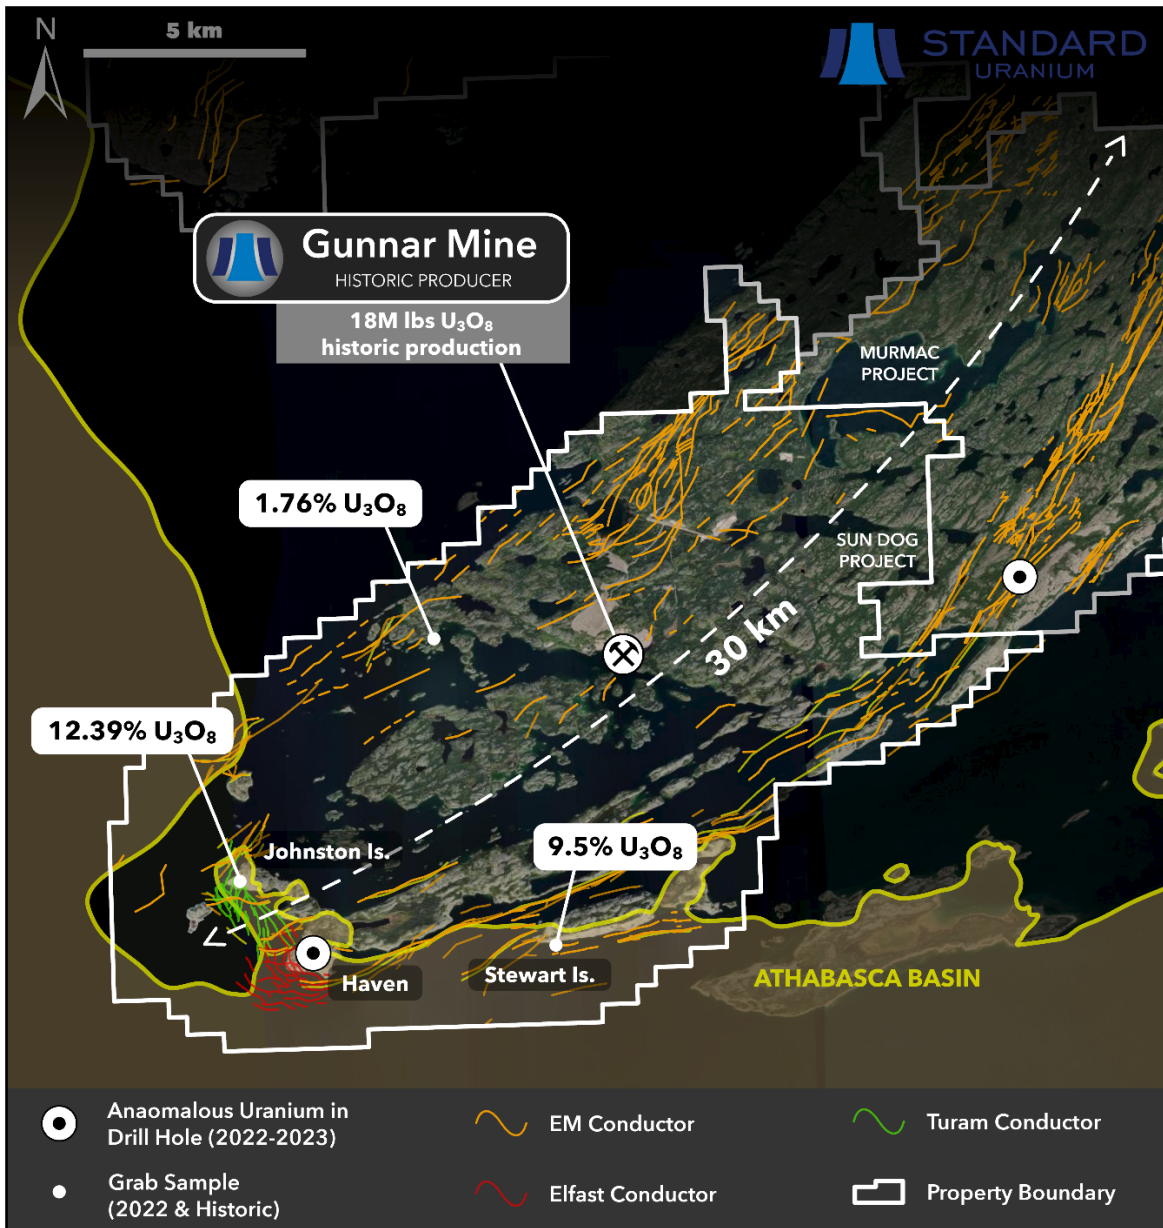 N
5 km
STANDARD
URANIUM
Gunnar Mine
HISTORIC PRODUCER
18M lbs U₃O₈
historic production
MURMAC
PROJECT
1.76% U₃O₈
SUN DOG
PROJECT
30 km
12.39% U₃O₈
Johnston Is.
9.5% U₃O₈
Haven
Stewart Is.
ATHABASCA BASIN
Anaomalous Uranium in
Drill Hole (2022-2023)
EM Conductor
Turam Conductor
Grab Sample
(2022 & Historic)
Elfast Conductor
Property Boundary